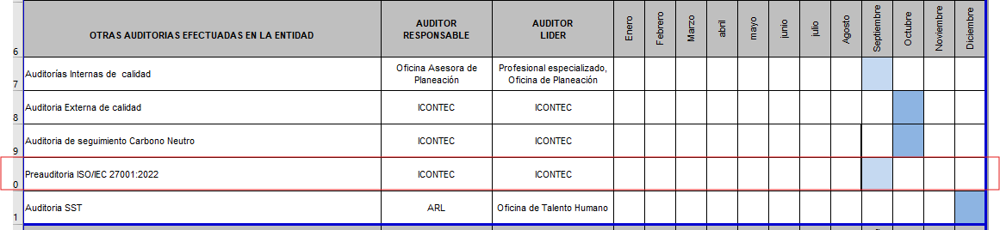 OTRAS AUDITORIAS EFECTUADAS EN LA ENTIDAD
AUDITOR
RESPONSABLE
AUDITOR
LIDER
Enero
Febrero
Marzo
abril
mayo
junio
julio
Agosto
Septiembre
Octubre
Noviembre
Diciembre
6
Auditorías Internas de calidad
Oficina Asesora de
Planeación
Profesional especializado,
Oficina de Planeación
7
Auditoria Externa de calidad
ICONTEC
ICONTEC
8
Auditoria de seguimiento Carbono Neutro
ICONTEC
ICONTEC
9
Preauditoria ISO/IEC 27001:2022
ICONTEC
ICONTEC
0
Auditoria SST
ARL
Oficina de Talento Humano
1